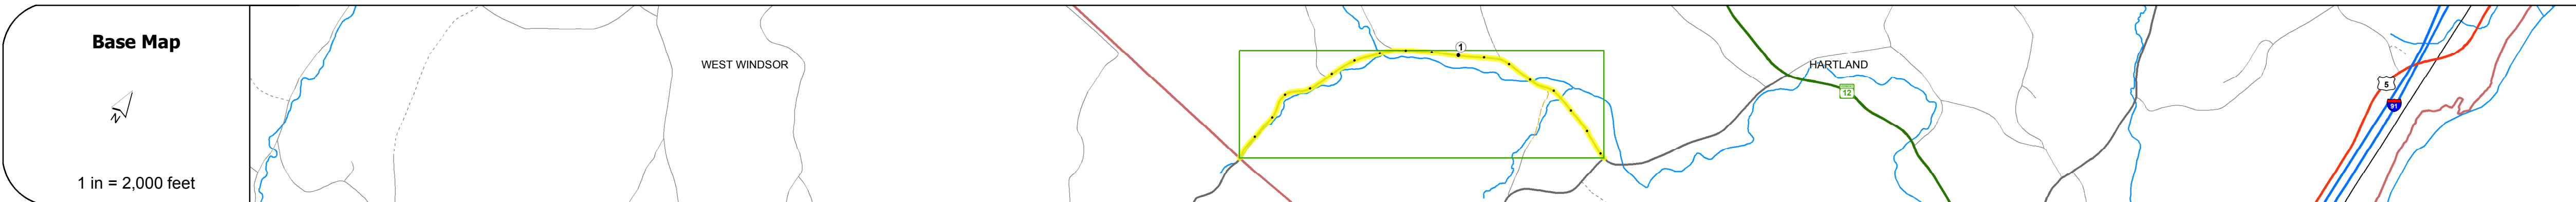 Base Map
N
1 in = 2,000 feet
WEST WINDSOR
1
HARTLAND
12
5
91